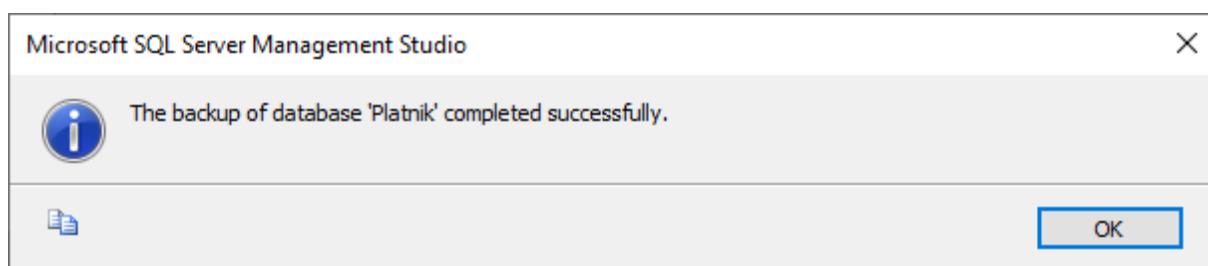 Microsoft SQL Server Management Studio
The backup of database 'Platnik' completed successfully.
OK